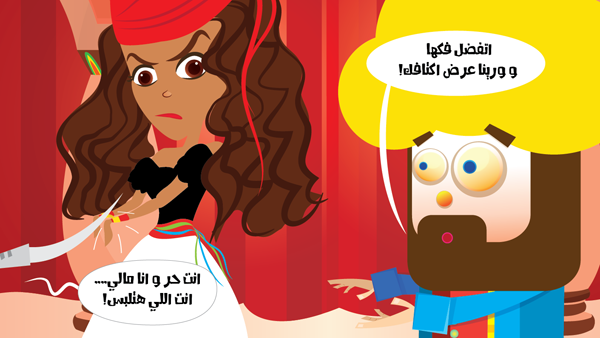 اتفضل فكها
و ورينا عرض اكتافك!
انت حر و انا مالي....
انت اللي هتلبس!